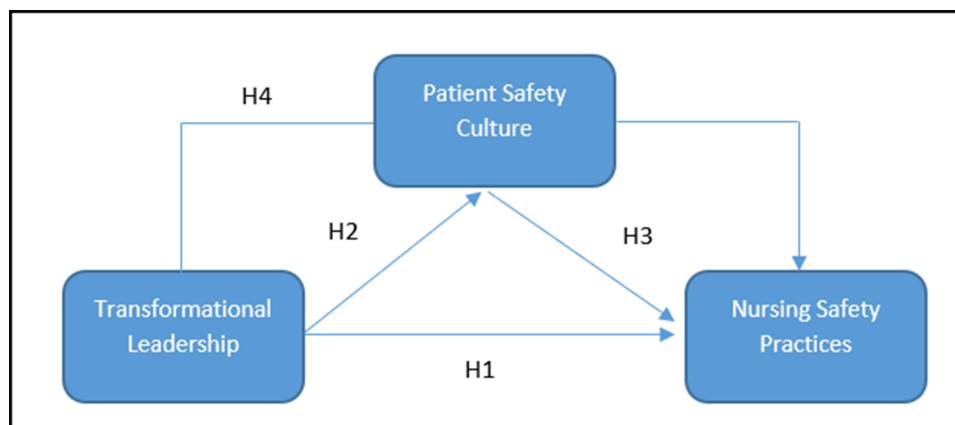 Patient Safety
Culture
H4
H2
H3
Transformational
Leadership
Nursing Safety
Practices
H1